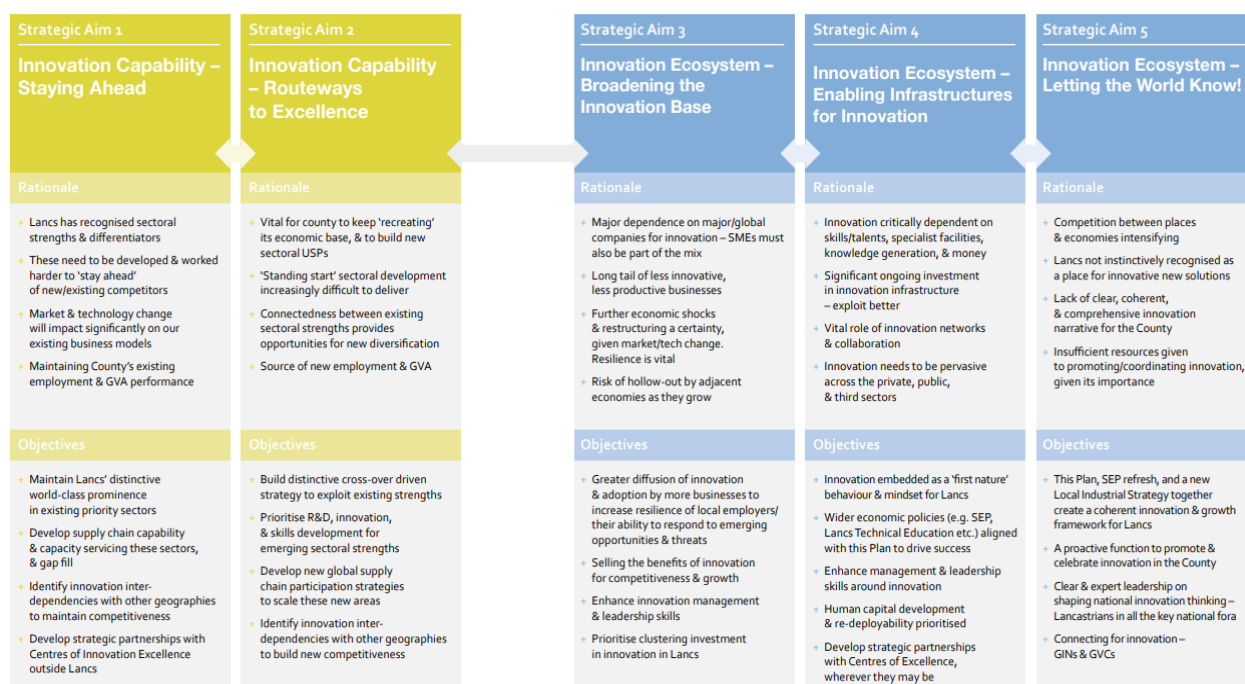 Strategic Aim 1
Innovation Capability –
Staying Ahead
Rationale
+ Lancs has recognised sectoral
strengths & differentiators
+ These need to be developed & worked
harder to ‘stay ahead’
of new/existing competitors
+ Market & technology change
will impact significantly on our
existing business models
+ Maintaining County’s existing
employment & GVA performance
Objectives
+ Maintain Lancs’ distinctive
world-class prominence
in existing priority sectors
+ Develop supply chain capability
& capacity servicing these sectors,
& gap fill
+ Identify innovation inter-
dependencies with other geographies
to maintain competitiveness
+ Develop strategic partnerships with
Centres of Innovation Excellence
outside Lancs
Strategic Aim 2
Innovation Capability
– Routeways
to Excellence
Rationale
+ Vital for county to keep ‘recreating’
its economic base, & to build new
sectoral USPs
+ ‘Standing start’ sectoral development
increasingly difficult to deliver
+ Connectedness between existing
sectoral strengths provides
opportunities for new diversification
+ Source of new employment & GVA
Objectives
+ Build distinctive cross-over driven
strategy to exploit existing strengths
+ Prioritise R&D, innovation,
& skills development for
emerging sectoral strengths
+ Develop new global supply
chain participation strategies
to scale these new areas
+ Identify innovation inter-
dependencies with other geographies
to build new competitiveness
Strategic Aim 3
Innovation Ecosystem –
Broadening the
Innovation Base
Rationale
+ Major dependence on major/global
companies for innovation – SMEs must
also be part of the mix
+ Long tail of less innovative,
less productive businesses
+ Further economic shocks
& restructuring a certainty,
given market/tech change.
Resilience is vital
+ Risk of hollow-out by adjacent
economies as they grow
Objectives
+ Greater diffusion of innovation
& adoption by more businesses to
increase resilience of local employers/
their ability to respond to emerging
opportunities & threats
+ Selling the benefits of innovation
for competitiveness & growth
+ Enhance innovation management
& leadership skills
+ Prioritise clustering investment
in innovation in Lancs
Strategic Aim 4
Innovation Ecosystem –
Enabling Infrastructures
for Innovation
Rationale
+ Innovation critically dependent on
skills/talents, specialist facilities,
knowledge generation, & money
+ Significant ongoing investment
in innovation infrastructure
– exploit better
+ Vital role of innovation networks
& collaboration
+ Innovation needs to be pervasive
across the private, public,
& third sectors
Objectives
+ Innovation embedded as a ‘first nature’
behaviour & mindset for Lancs
+ Wider economic policies (e.g. SEP,
Lancs Technical Education etc.) aligned
with this Plan to drive success
+ Enhance management & leadership
skills around innovation
+ Human capital development
& re-deployability prioritised
+ Develop strategic partnerships
with Centres of Excellence,
wherever they may be
Strategic Aim 5
Innovation Ecosystem –
Letting the World Know!
Rationale
+ Competition between places
& economies intensifying
+ Lancs not instinctively recognised as
a place for innovative new solutions
+ Lack of clear, coherent,
& comprehensive innovation
narrative for the County
+ Insufficient resources given
to promoting/coordinating innovation,
given its importance
Objectives
+ This Plan, SEP refresh, and a new
Local Industrial Strategy together
create a coherent innovation & growth
framework for Lancs
+ A proactive function to promote &
celebrate innovation in the County
+ Clear & expert leadership on
shaping national innovation thinking –
Lancastrians in all the key national fora
+ Connecting for innovation –
GINs & GVCs